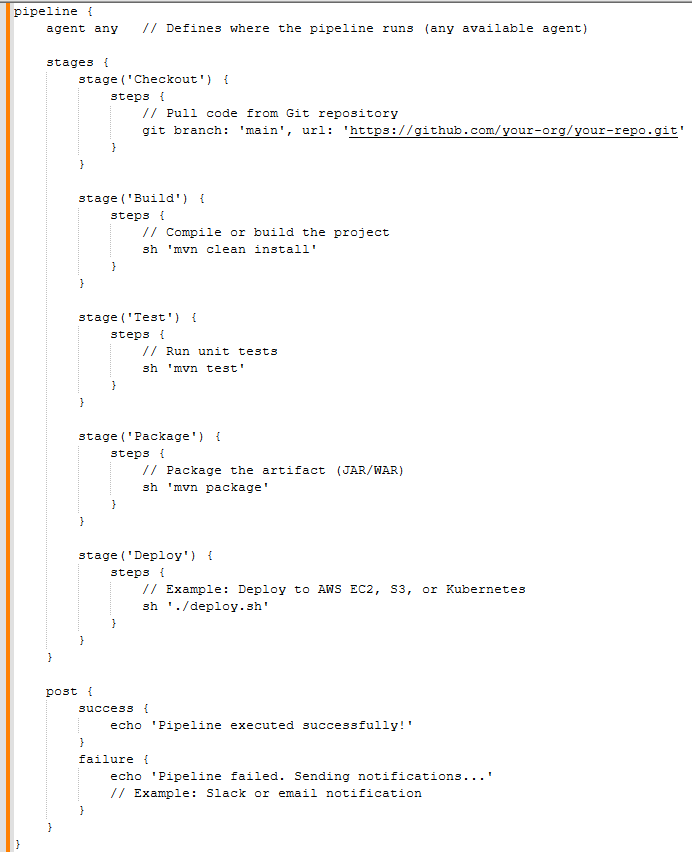 pipeline {
    agent any   // Defines where the pipeline runs (any available agent)

    stages {
        stage('Checkout') {
            steps {
                // Pull code from Git repository
                git branch: 'main', url: 'https://github.com/your-org/your-repo.git'
            }
        }

        stage('Build') {
            steps {
                // Compile or build the project
                sh 'mvn clean install'
            }
        }

        stage('Test') {
            steps {
                // Run unit tests
                sh 'mvn test'
            }
        }

        stage('Package') {
            steps {
                // Package the artifact (JAR/WAR)
                sh 'mvn package'
            }
        }

        stage('Deploy') {
            steps {
                // Example: Deploy to AWS EC2, S3, or Kubernetes
                sh './deploy.sh'
            }
        }
    }

    post {
        success {
            echo 'Pipeline executed successfully!'
        }
        failure {
            echo 'Pipeline failed. Sending notifications...'
            // Example: Slack or email notification
        }
    }
}